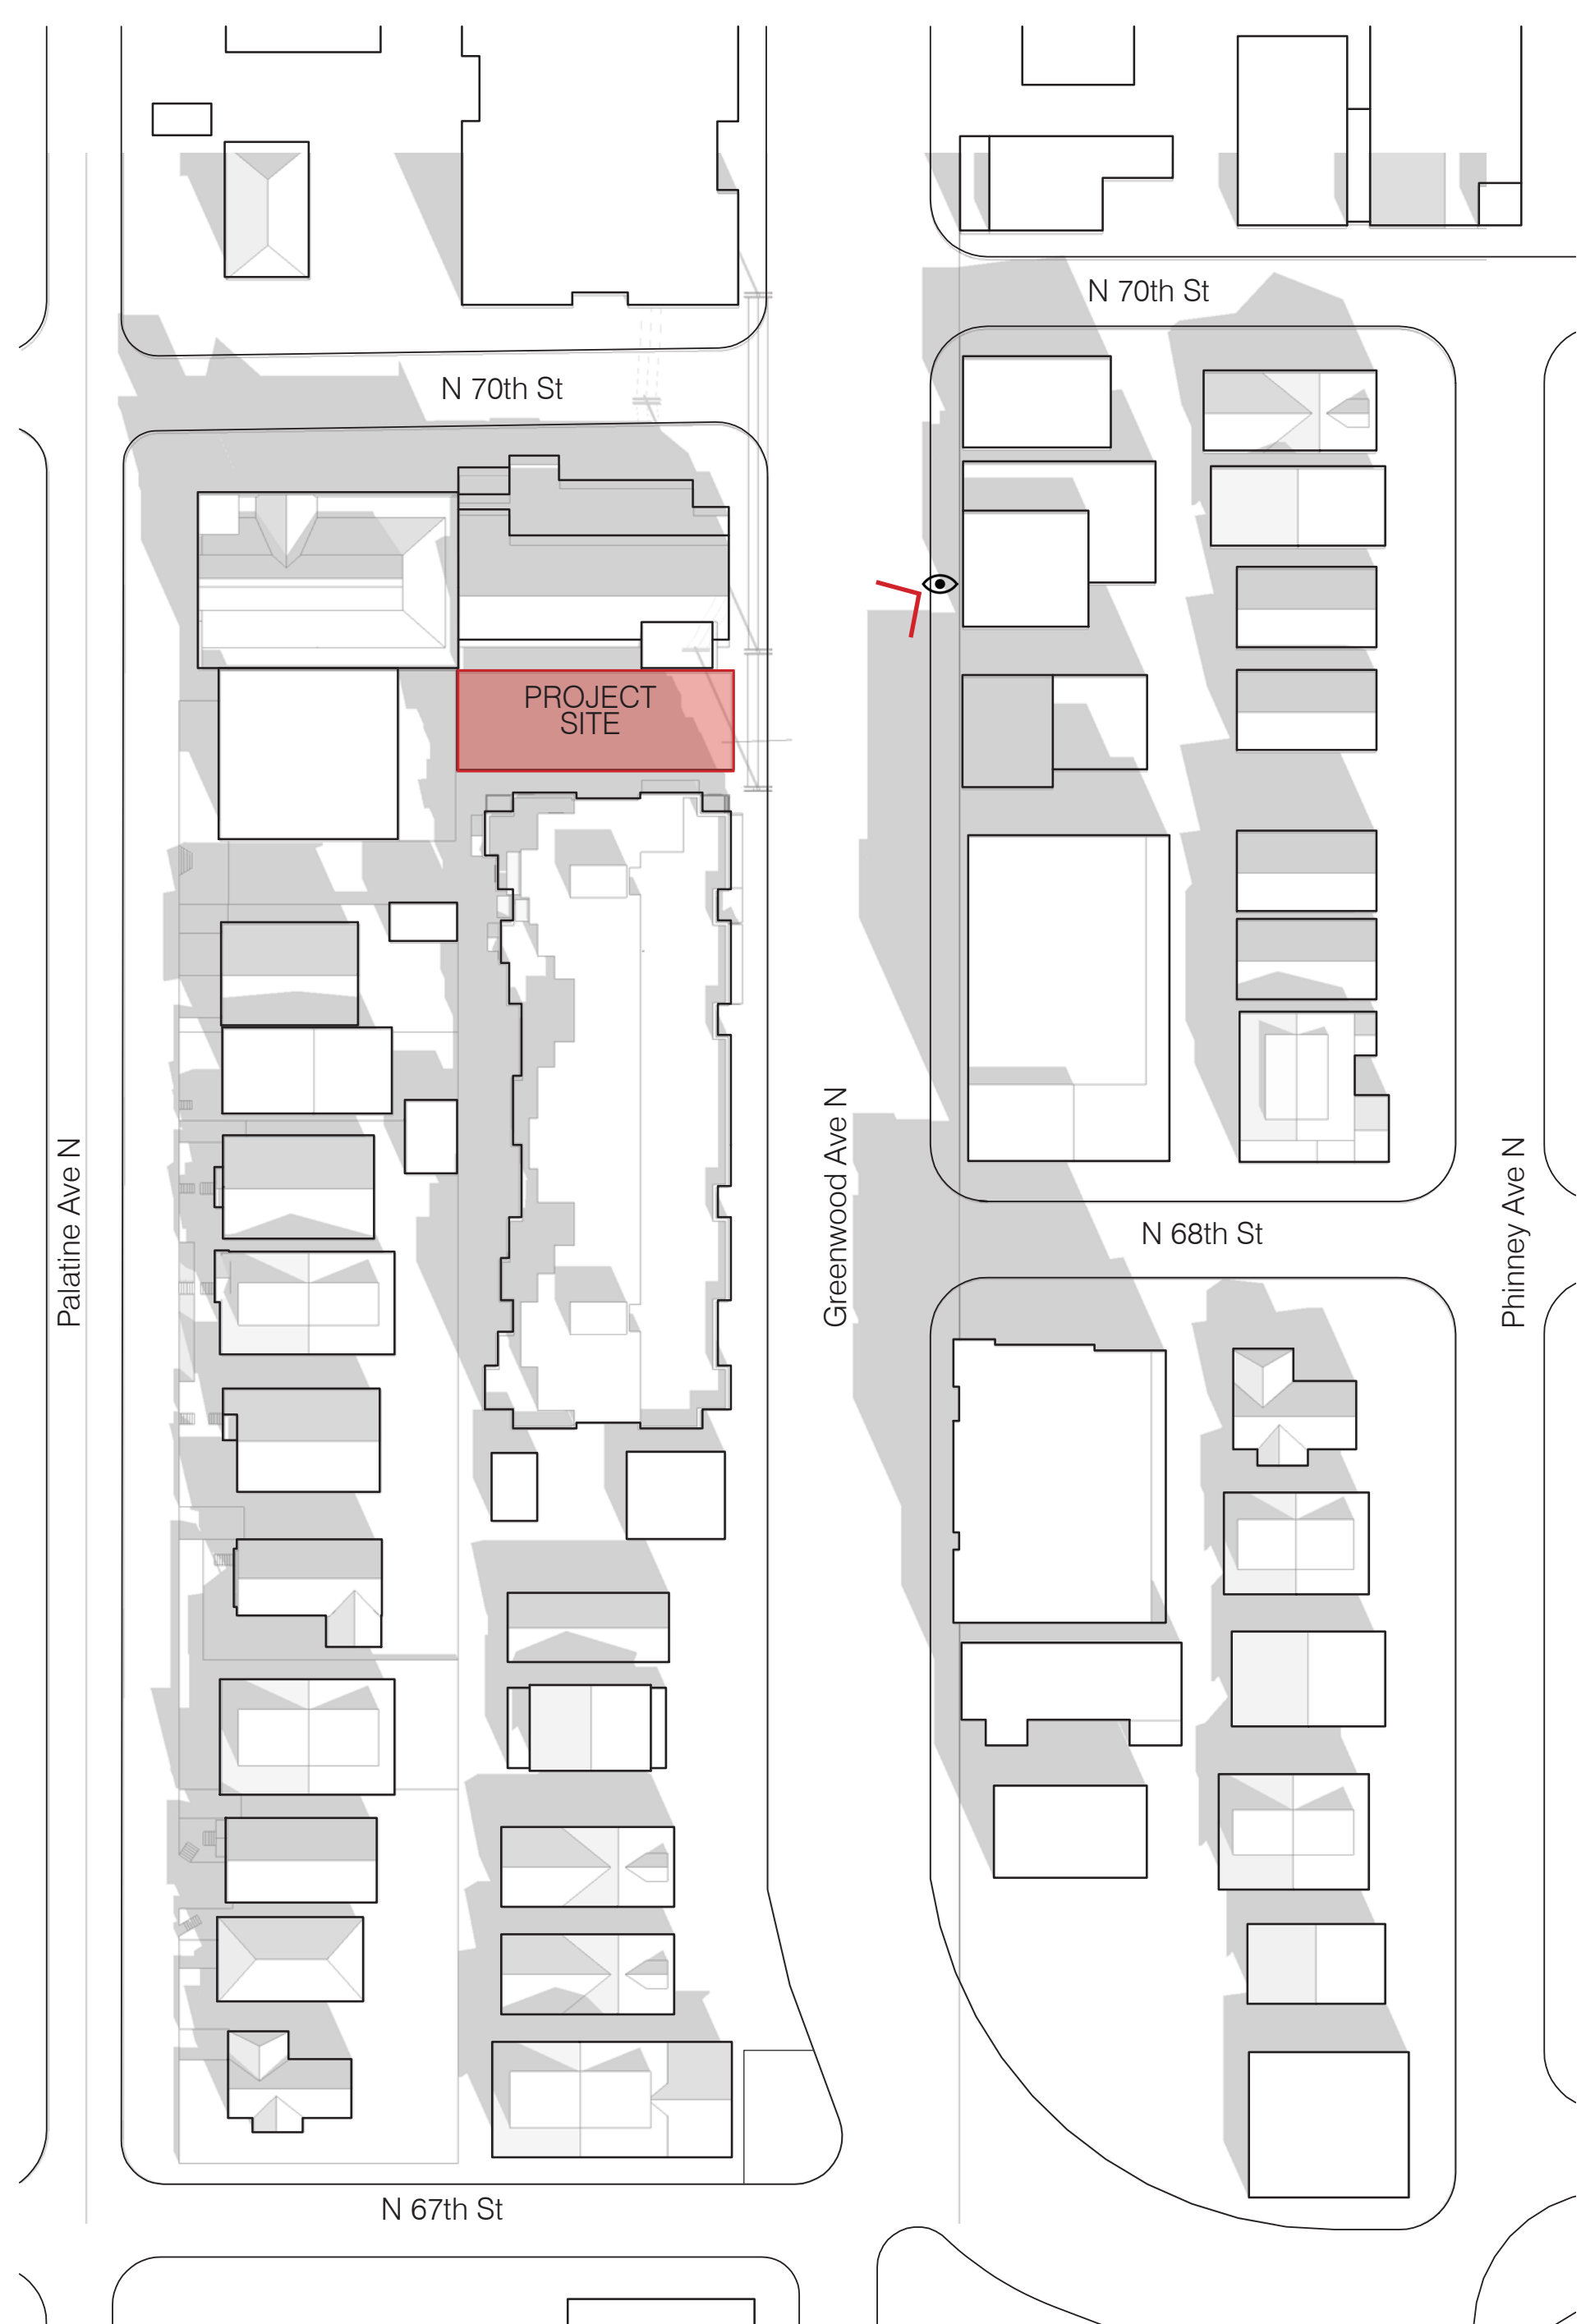 N 70th St
N 70th St
PROJECT
SITE
Palatine Ave N
Greenwood Ave N
Phinney Ave N
N 68th St
N 67th St